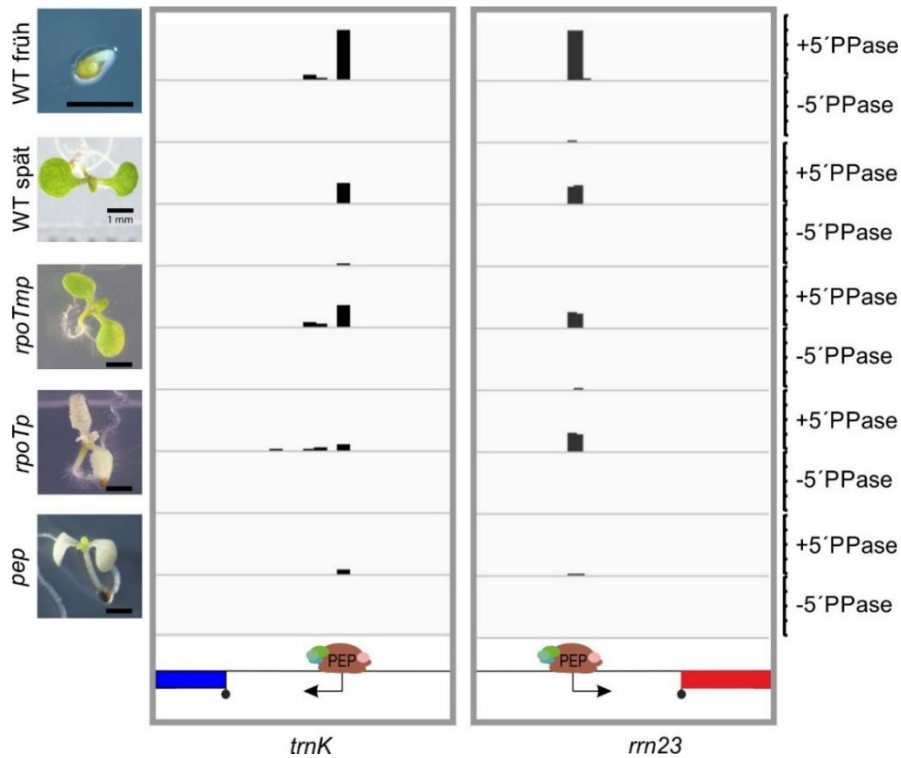 WT früh
+5´PPase
-5´PPase
WT spät
1 mm
+5´PPase
-5´PPase
rpoTmp
+5´PPase
-5´PPase
rpoTp
+5´PPase
-5´PPase
pep
+5´PPase
-5´PPase
PEP
PEP
trnK
rrn23